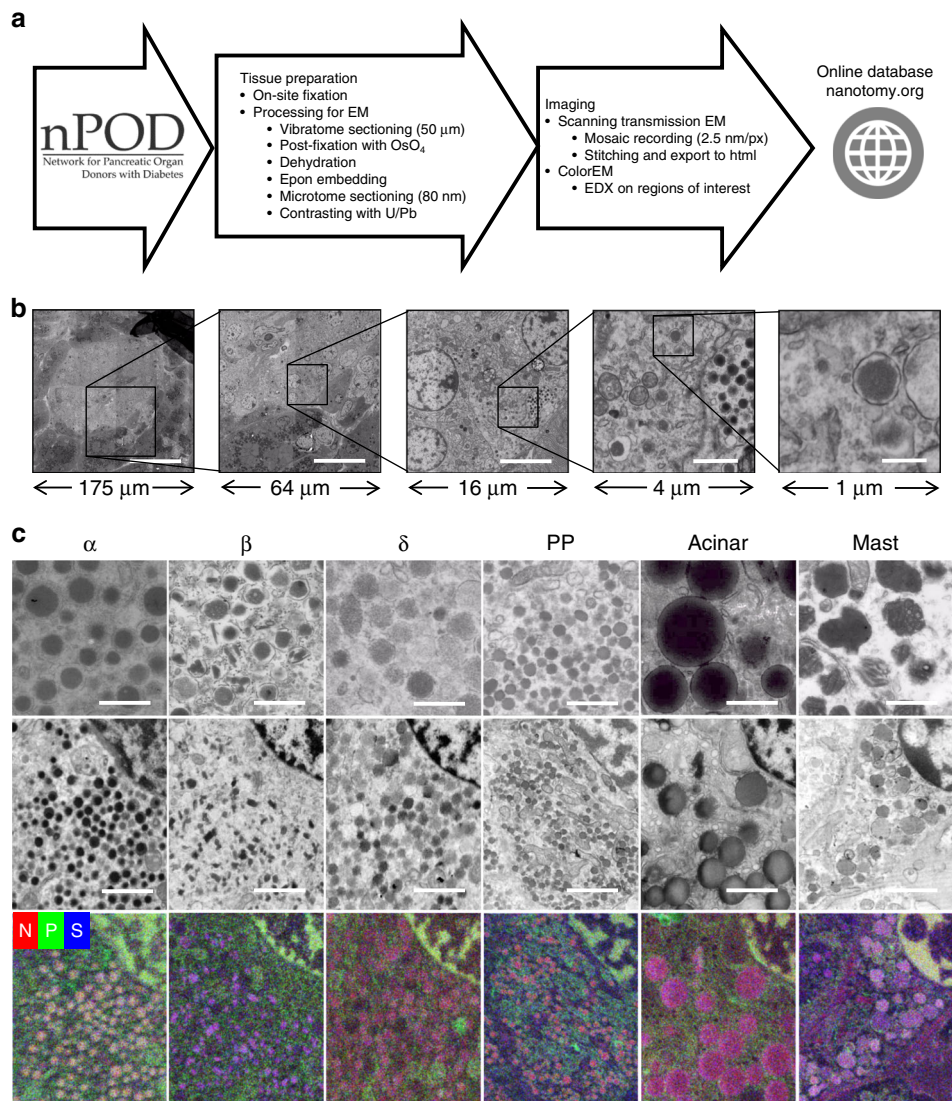 a
nPOD
Network for Pancreatic Organ
Donors with Diabetes
Tissue preparation
• On-site fixation
• Processing for EM
• Vibratome sectioning (50 μm)
• Post-fixation with OsO₄
• Dehydration
• Epon embedding
• Microtome sectioning (80 nm)
• Contrasting with U/Pb
Imaging
• Scanning transmission EM
• Mosaic recording (2.5 nm/px)
• Stitching and export to html
• ColorEM
• EDX on regions of interest
Online database
nanotomy.org
b
175 μm
64 μm
16 μm
4 μm
1 μm
c
α β δ PP Acinar Mast
N P S